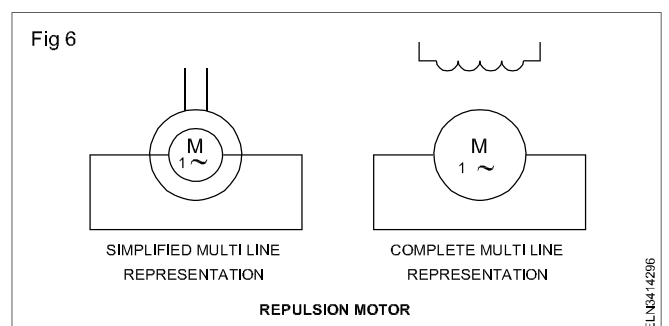 Fig 6
M
1 ~
M
1 ~
SIMPLIFIED MULTI LINE
REPRESENTATION
COMPLETE MULTI LINE
REPRESENTATION
REPULSION MOTOR
ELN3414296